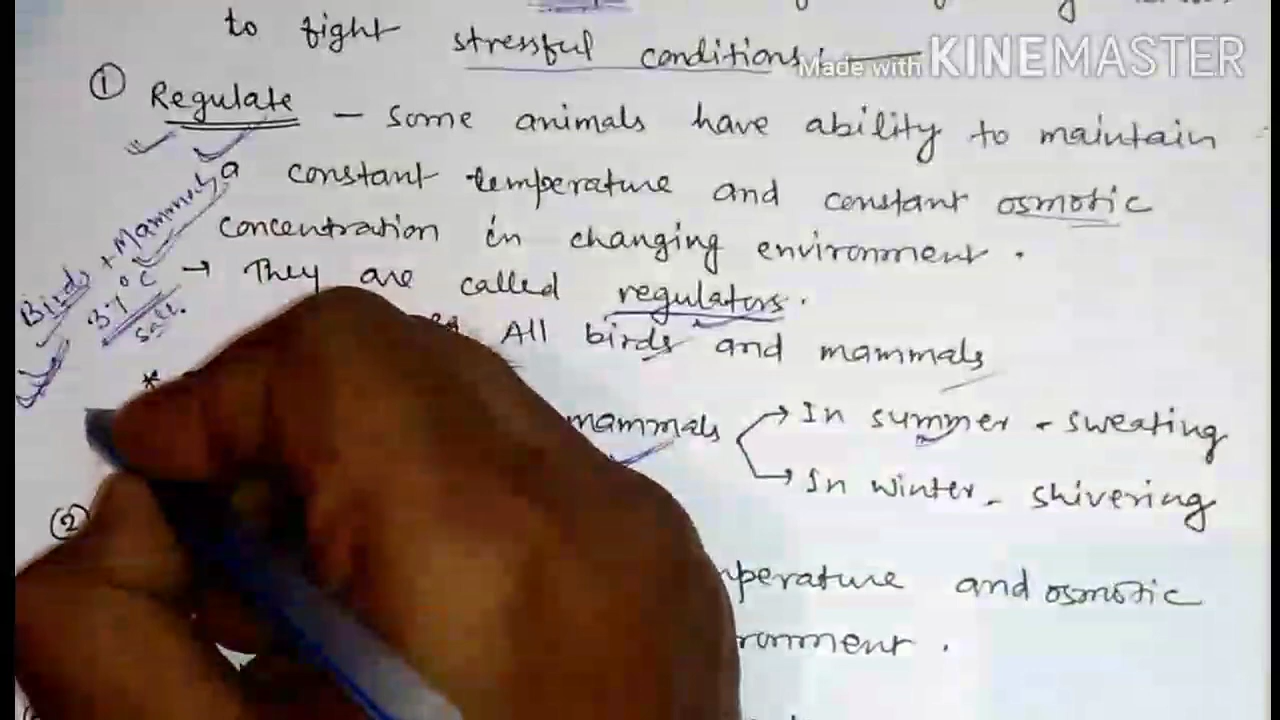 to fight stressful conditions.
Made with KINEMASTER
① Regulate — Some animals have ability to maintain
a constant temperature and constant osmotic
concentration in changing environment.
→ They are called regulators.
All birds and mammals
Birds + Mammals
37°C
Salt.
*
mammals → In summer - sweating
→ In winter - shivering
②
perature and osmotic
ronment.